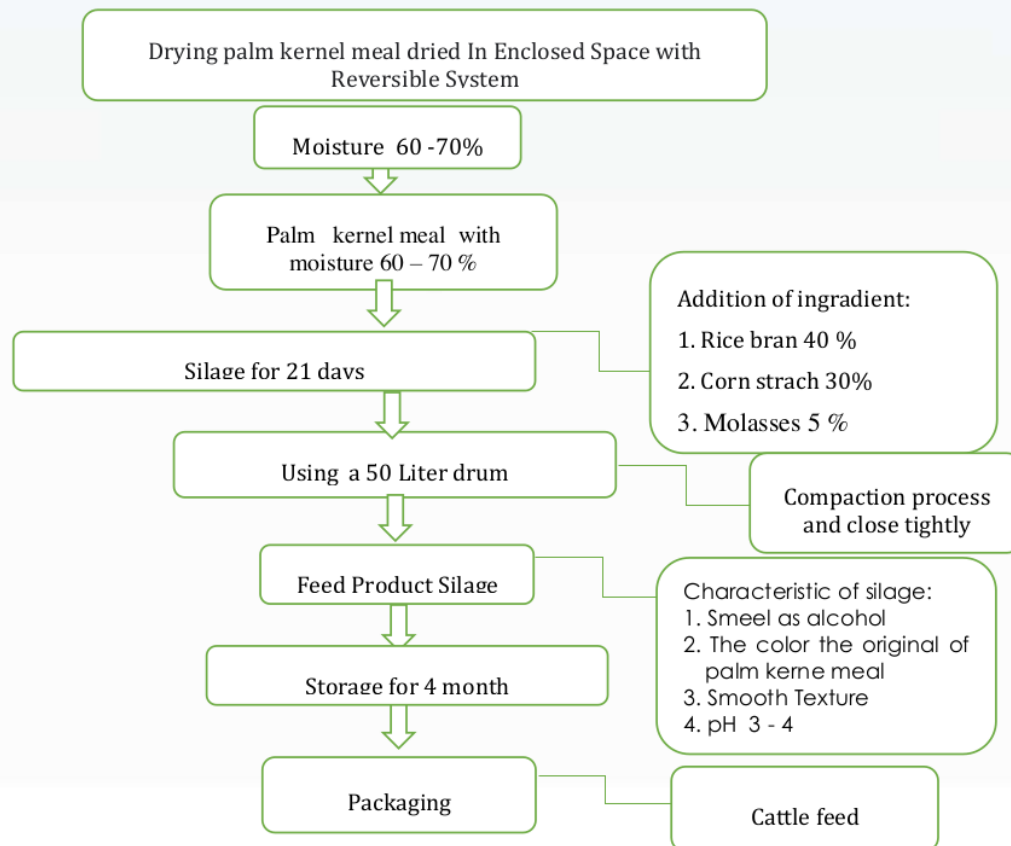 Drying palm kernel meal dried In Enclosed Space with
Reversible System
Moisture 60 -70%
Palm kernel meal with
moisture 60 – 70 %
Addition of ingradient:
1. Rice bran 40 %
2. Corn strach 30%
3. Molasses 5 %
Silage for 21 days
Using a 50 Liter drum
Compaction process
and close tightly
Feed Product Silage
Characteristic of silage:
1. Smeel as alcohol
2. The color the original of
palm kerne meal
3. Smooth Texture
4. pH 3 - 4
Storage for 4 month
Packaging
Cattle feed